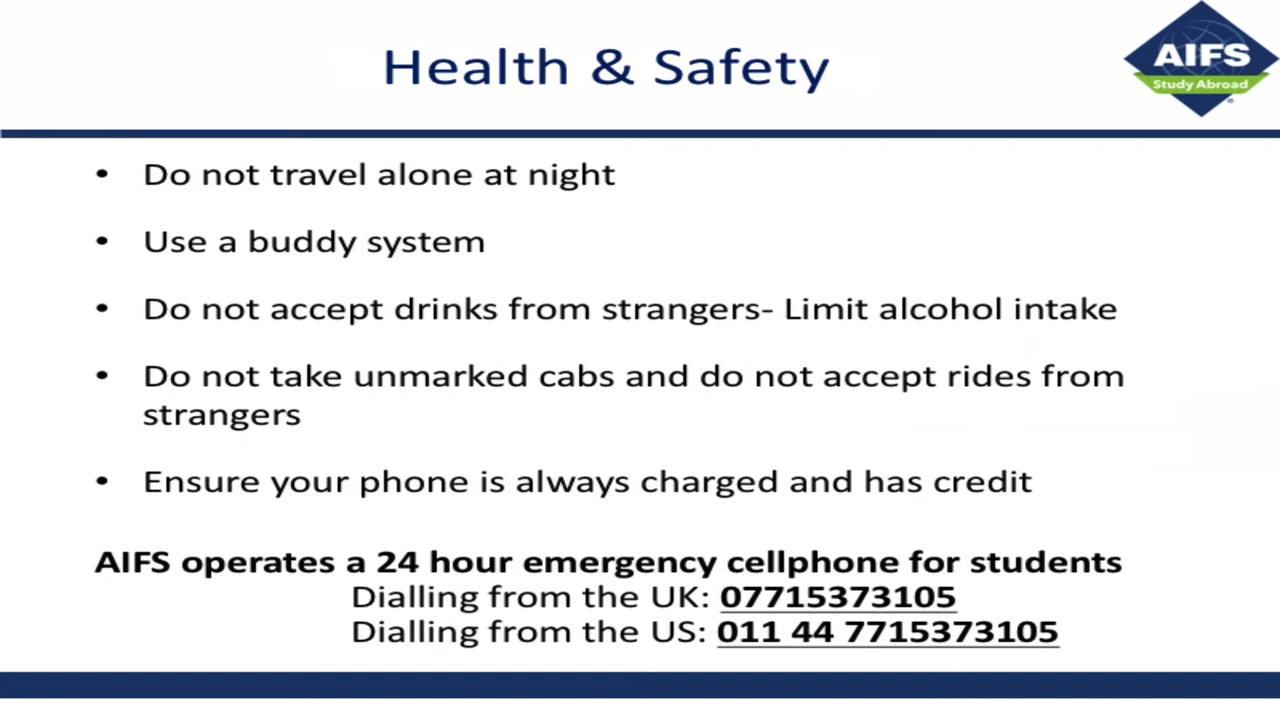 Health & Safety
AIFS
Study Abroad
• Do not travel alone at night
• Use a buddy system
• Do not accept drinks from strangers- Limit alcohol intake
• Do not take unmarked cabs and do not accept rides from
strangers
• Ensure your phone is always charged and has credit
AIFS operates a 24 hour emergency cellphone for students
Dialling from the UK: 07715373105
Dialling from the US: 011 44 7715373105